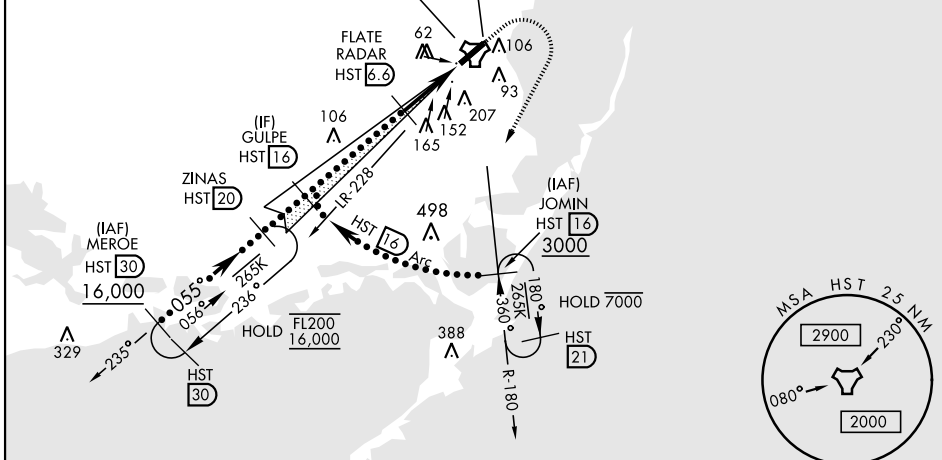 FLATE
RADAR
HST 6.6
62
106
93
207
152
165
(IF)
GULPE
HST 16
106
ZINAS
HST 20
LR-228
(IAF)
MEROE
HST 30
16,000
055°
056°
265K
236°
HOLD FL200
16,000
329
235°
HST
30
HST 16 Arc
498
388
(IAF)
JOMIN
HST 16
3000
180°
265K
360°
HOLD 7000
HST
21
R-180
MSA HST 25 NM
2900
230°
080°
2000